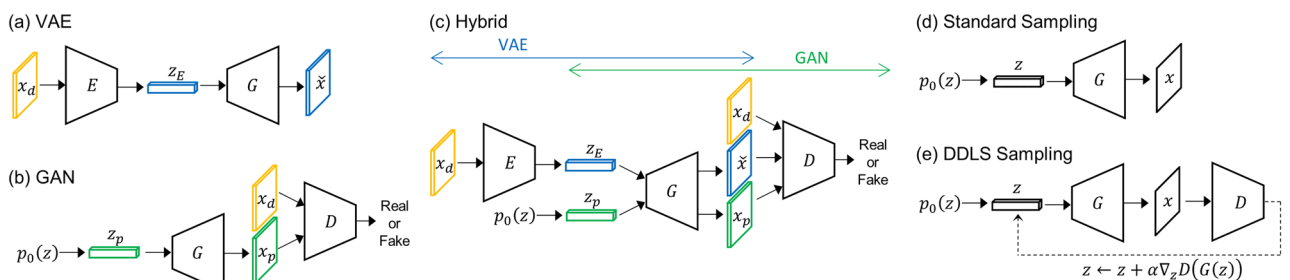 (a) VAE
x_d
E
z_E
G
x̌
(b) GAN
p_0(z)
z_p
G
x_d
x_p
D
Real
or
Fake
(c) Hybrid
VAE
GAN
x_d
E
z_E
p_0(z)
z_p
G
x_d
x̌
x_p
D
Real
or
Fake
(d) Standard Sampling
p_0(z)
z
G
x
(e) DDLS Sampling
p_0(z)
z
G
x
D
z ← z + α∇_z D(G(z))